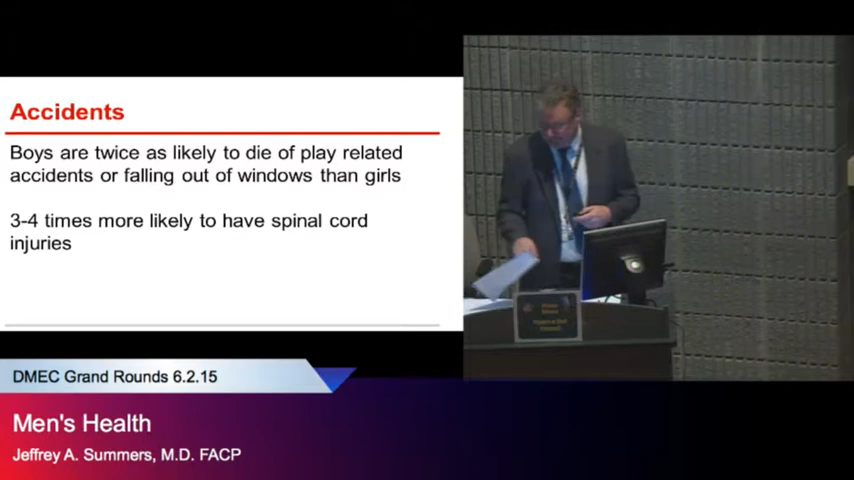 Accidents
Boys are twice as likely to die of play related
accidents or falling out of windows than girls
3-4 times more likely to have spinal cord
injuries
DMEC Grand Rounds 6.2.15
Men's Health
Jeffrey A. Summers, M.D. FACP